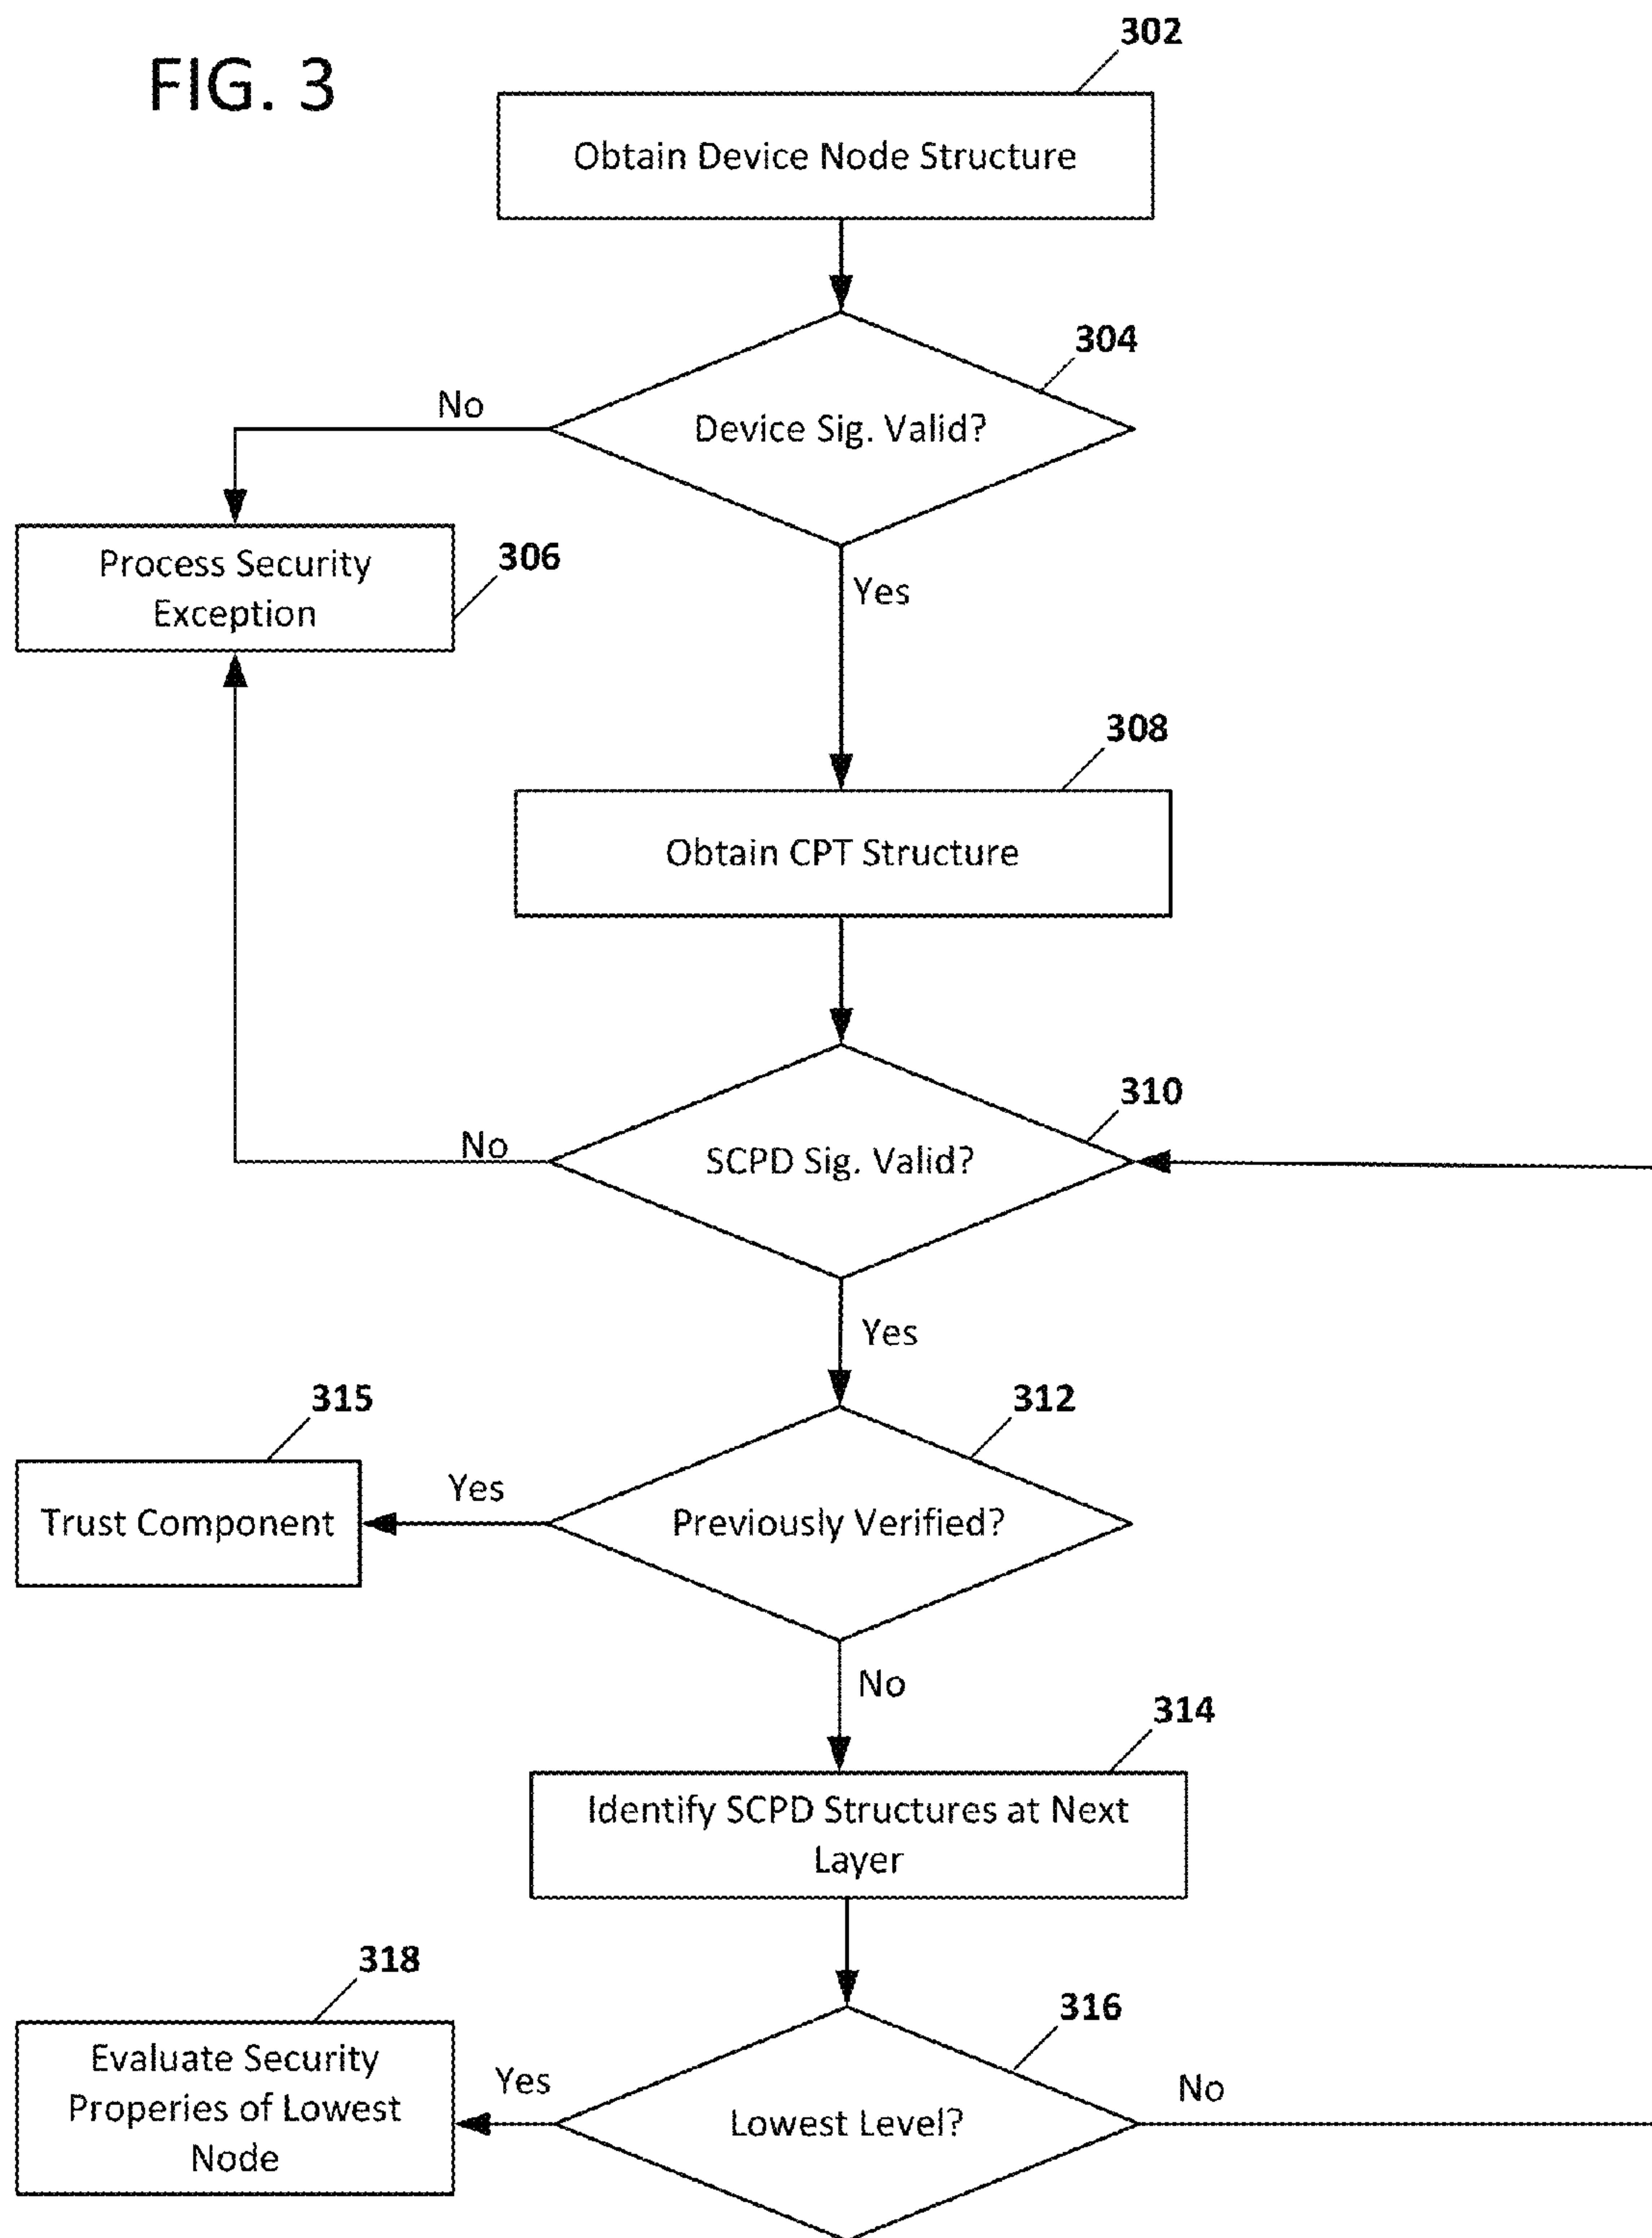 FIG. 3
302
Obtain Device Node Structure
304
No
Device Sig. Valid?
Process Security
Exception
306
Yes
308
Obtain CPT Structure
310
No
SCPD Sig. Valid?
Yes
315
312
Trust Component
Yes
Previously Verified?
No
314
Identify SCPD Structures at Next
Layer
318
316
Evaluate Security
Properies of Lowest
Node
Yes
Lowest Level?
No